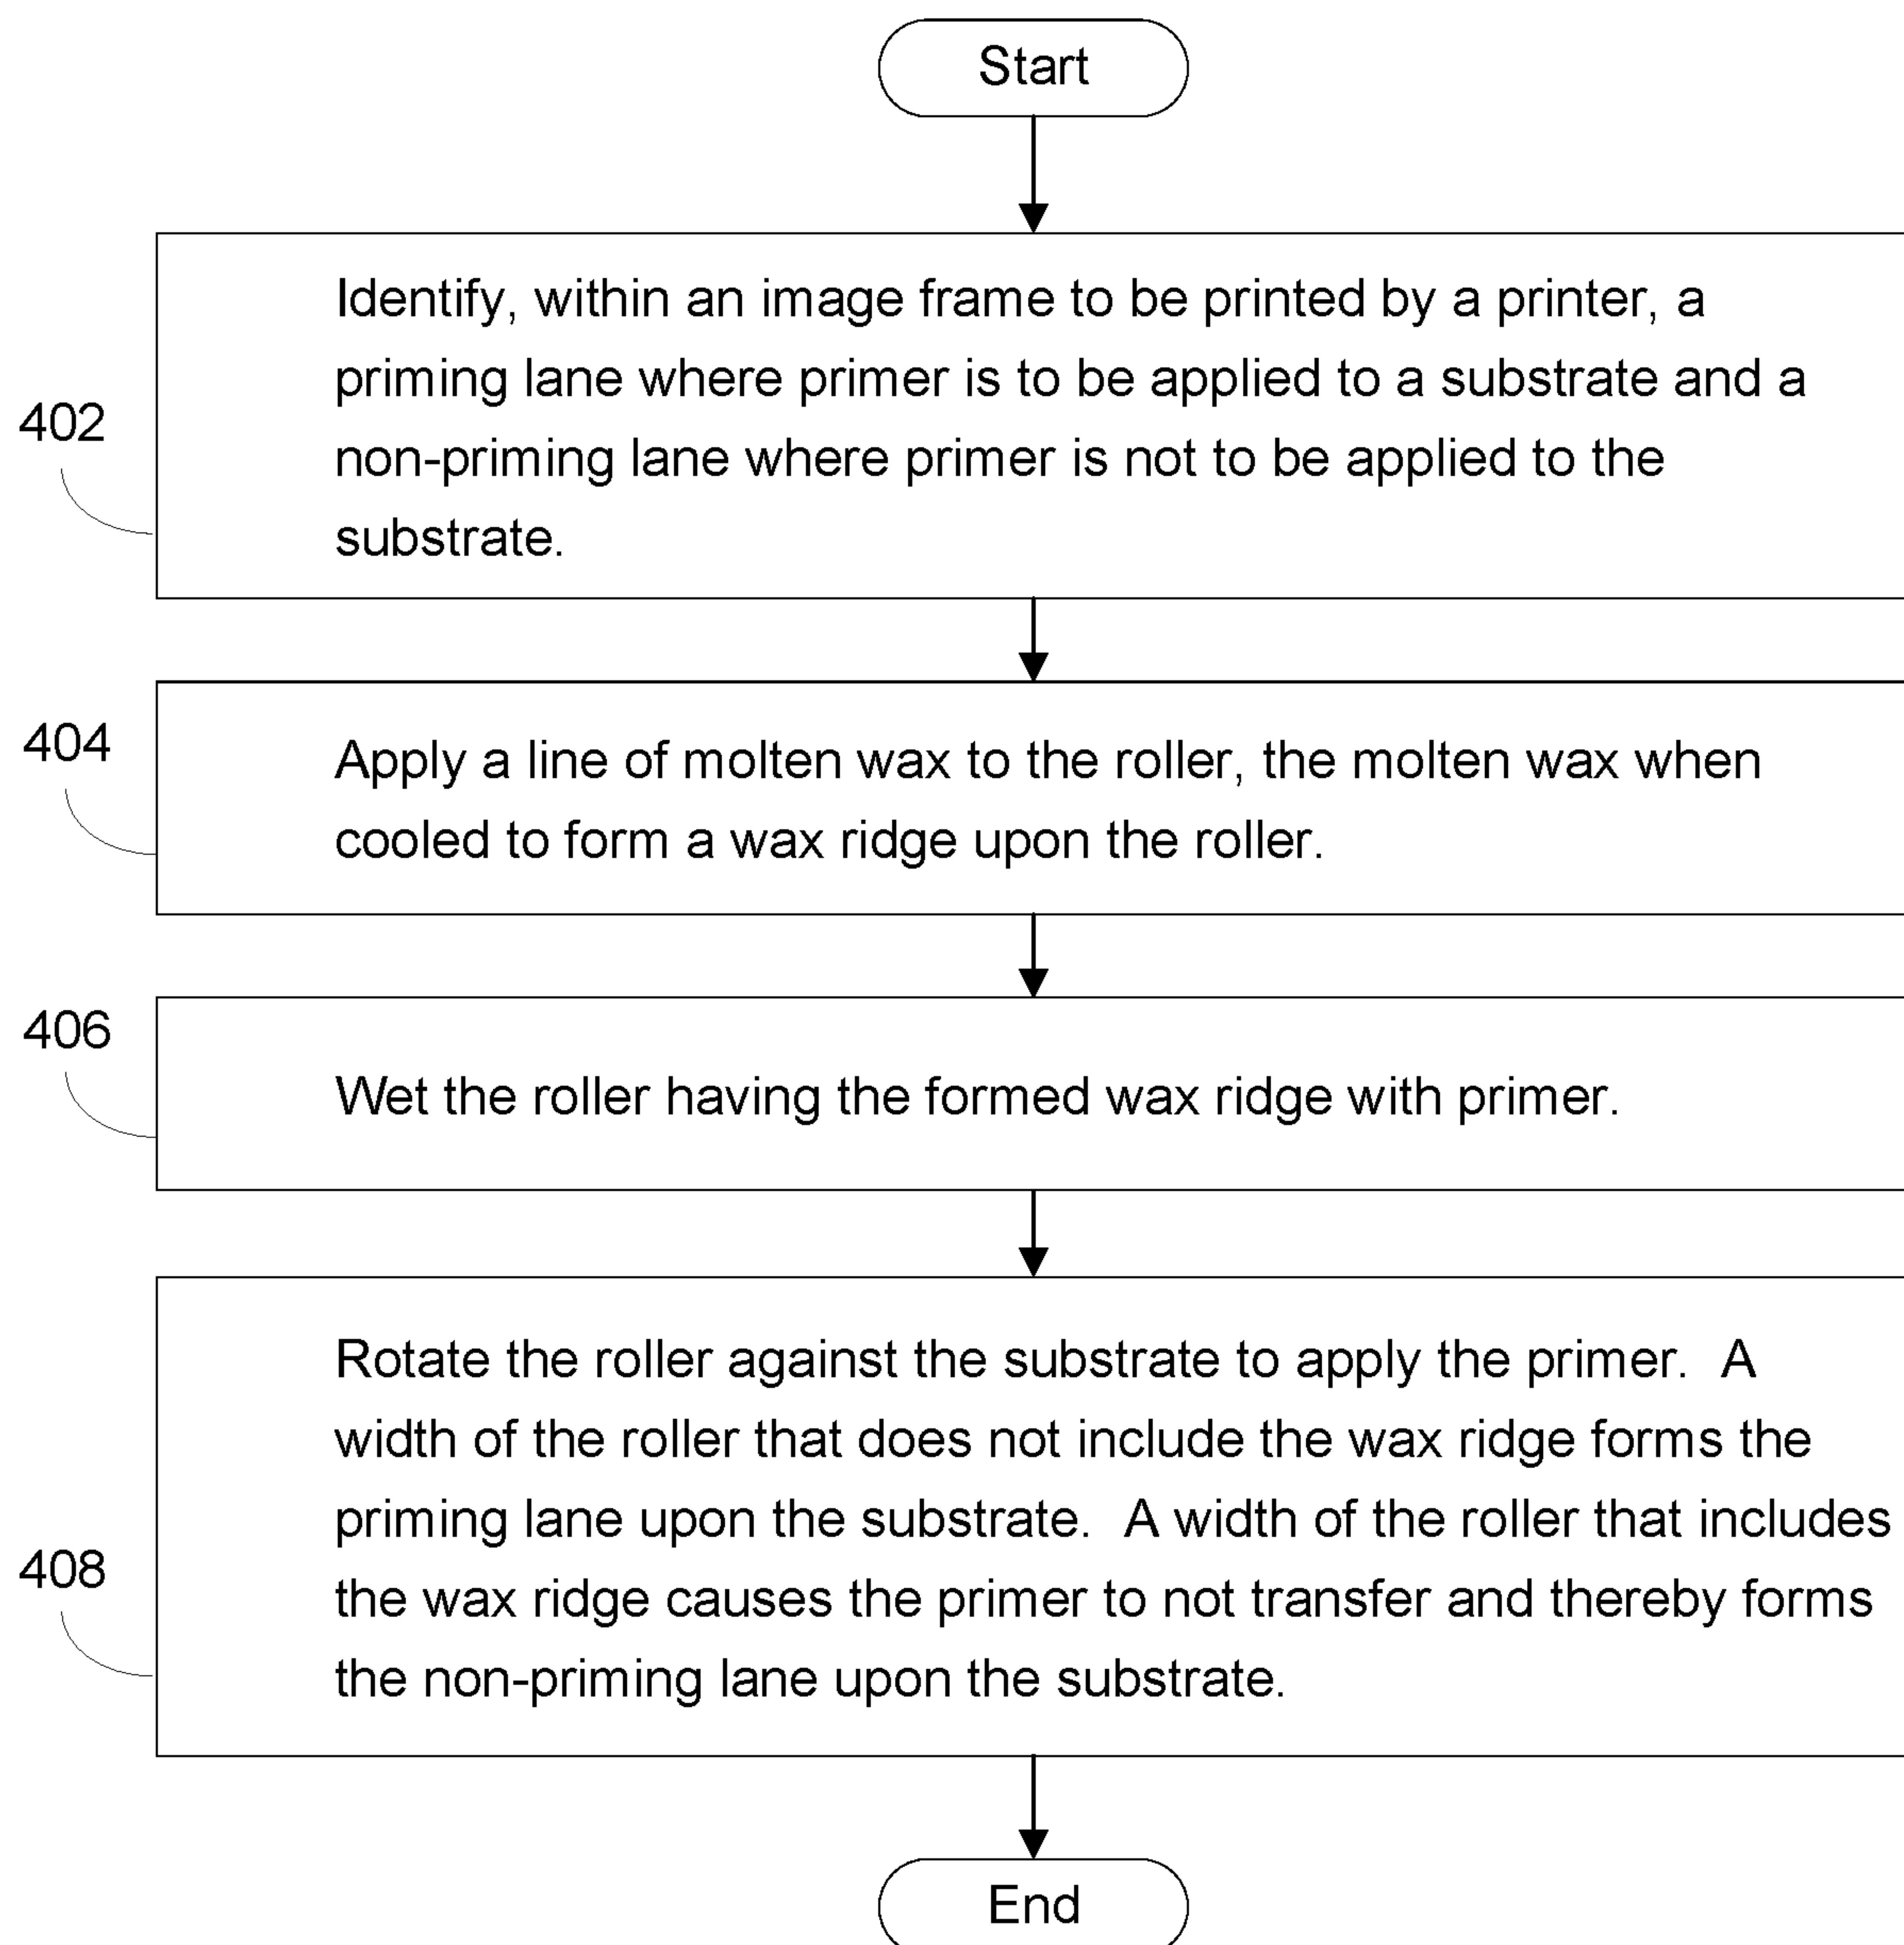 Start
Identify, within an image frame to be printed by a printer, a
priming lane where primer is to be applied to a substrate and a
non-priming lane where primer is not to be applied to the
substrate.
402
Apply a line of molten wax to the roller, the molten wax when
cooled to form a wax ridge upon the roller.
404
Wet the roller having the formed wax ridge with primer.
406
Rotate the roller against the substrate to apply the primer.  A
width of the roller that does not include the wax ridge forms the
priming lane upon the substrate.  A width of the roller that includes
the wax ridge causes the primer to not transfer and thereby forms
the non-priming lane upon the substrate.
408
End